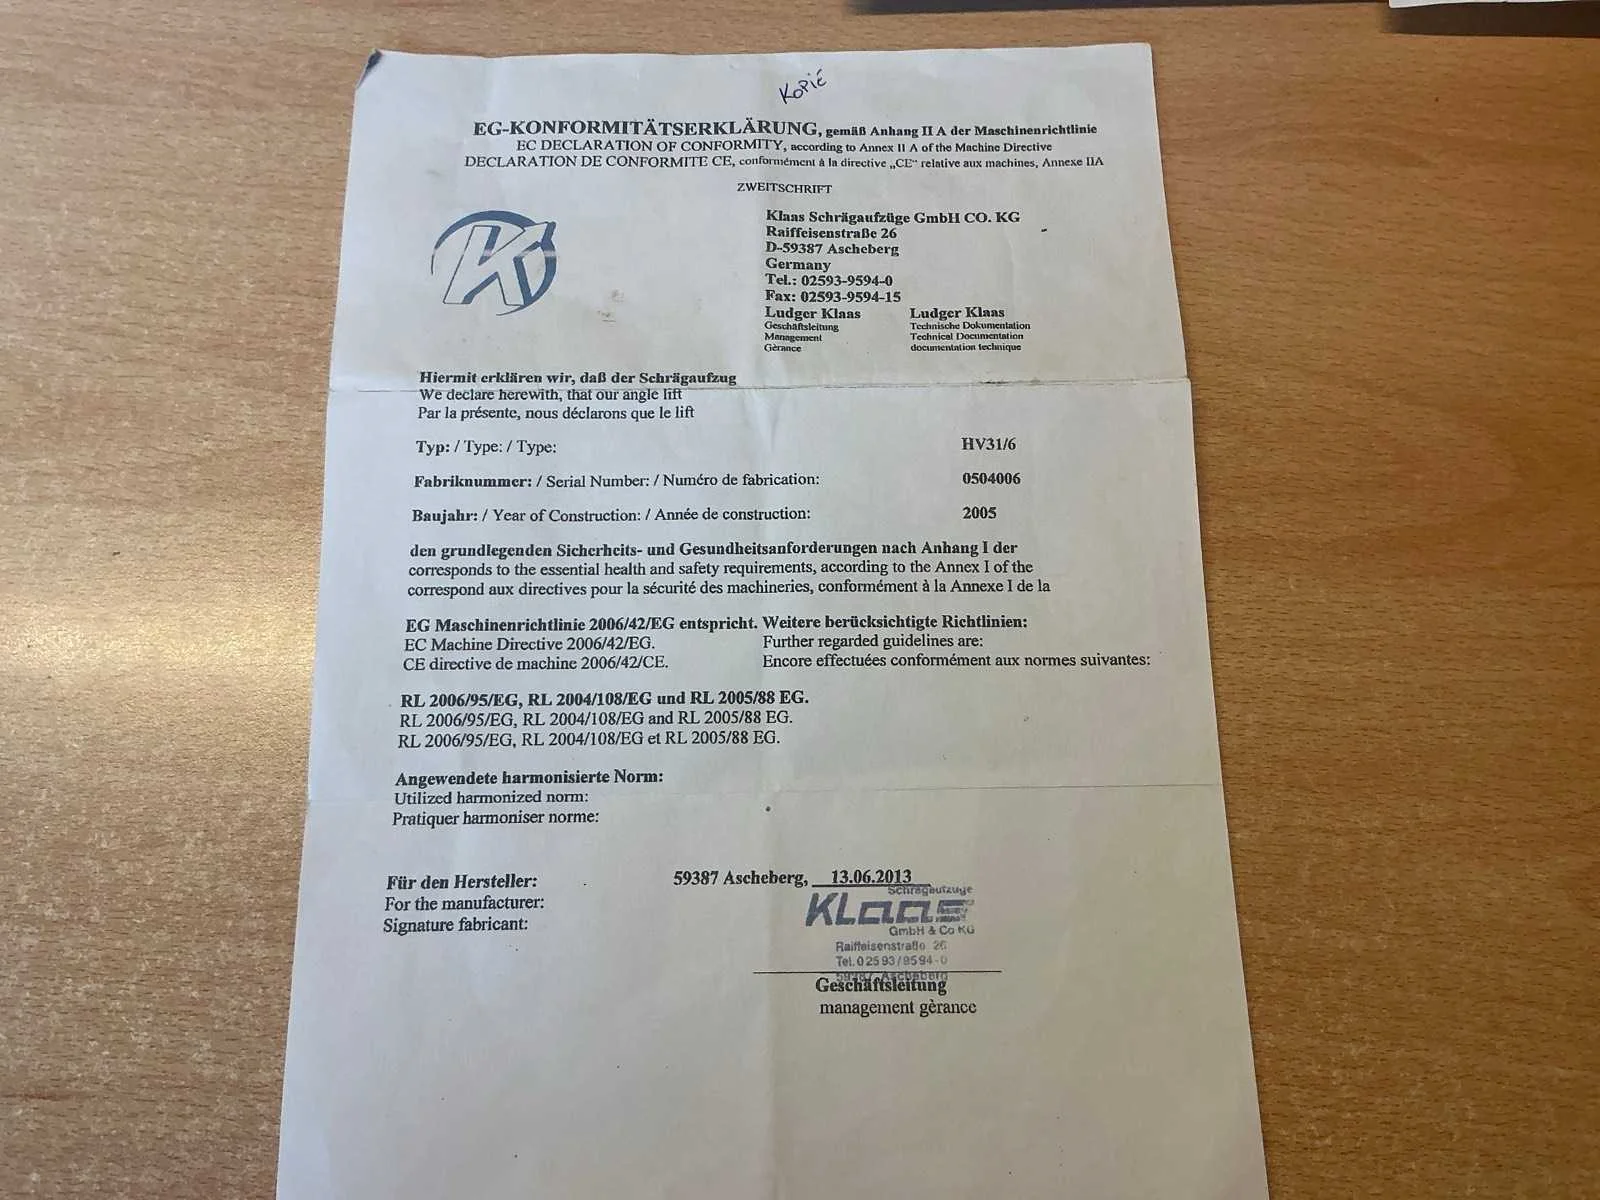 Kopié
EG-KONFORMITÄTSERKLÄRUNG, gemäß Anhang II A der Maschinenrichtlinie
EC DECLARATION OF CONFORMITY, according to Annex II A of the Machine Directive
DECLARATION DE CONFORMITE CE, conformément à la directive „CE“ relative aux machines, Annexe IIA
ZWEITSCHRIFT
K
Klaas Schrägaufzüge GmbH CO. KG
Raiffeisenstraße 26
D-59387 Ascheberg
Germany
Tel.: 02593-9594-0
Fax: 02593-9594-15
Ludger Klaas Ludger Klaas
Geschäftsleitung Technische Dokumentation
Management Technical Documentation
Gèrance documentation technique
Hiermit erklären wir, daß der Schrägaufzug
We declare herewith, that our angle lift
Par la présente, nous déclarons que le lift
Typ: / Type: / Type: HV31/6
Fabriknummer: / Serial Number: / Numéro de fabrication: 0504006
Baujahr: / Year of Construction: / Année de construction: 2005
den grundlegenden Sicherheits- und Gesundheitsanforderungen nach Anhang I der
corresponds to the essential health and safety requirements, according to the Annex I of the
correspond aux directives pour la sécurité des machineries, conformément à la Annexe I de la
EG Maschinenrichtlinie 2006/42/EG entspricht. Weitere berücksichtigte Richtlinien:
EC Machine Directive 2006/42/EG. Further regarded guidelines are:
CE directive de machine 2006/42/CE. Encore effectuées conformément aux normes suivantes:
RL 2006/95/EG, RL 2004/108/EG und RL 2005/88 EG.
RL 2006/95/EG, RL 2004/108/EG and RL 2005/88 EG.
RL 2006/95/EG, RL 2004/108/EG et RL 2005/88 EG.
Angewendete harmonisierte Norm:
Utilized harmonized norm:
Pratiquer harmoniser norme:
Für den Hersteller: 59387 Ascheberg, 13.06.2013
For the manufacturer:
Signature fabricant:
Schrägaufzüge
KLaas
GmbH & Co KG
Raiffeisenstraße 26
Tel. 02593/9594-0
59387 Ascheberg
Geschäftsleitung
management gèrance